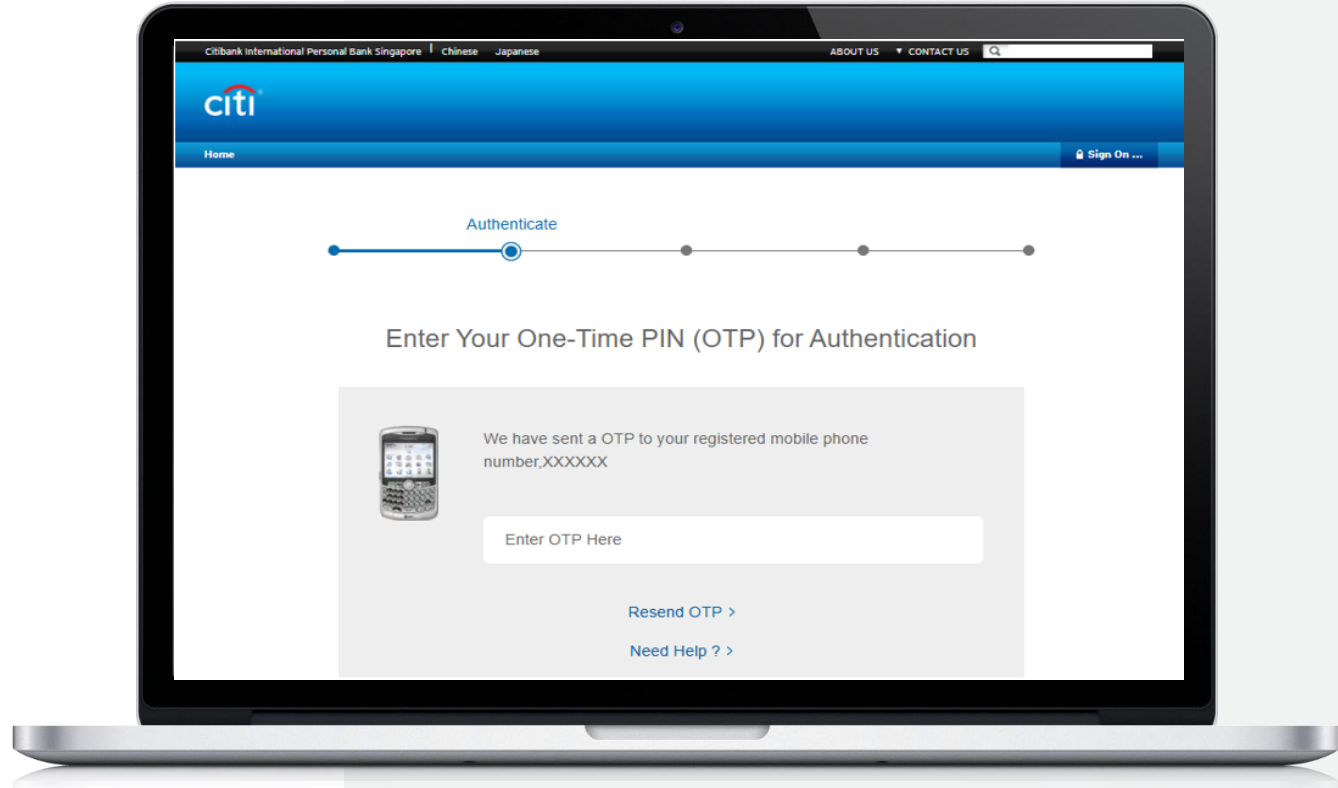 Citibank International Personal Bank Singapore | Chinese Japanese ABOUT US ▼ CONTACT US
citi
Home Sign On ...
Authenticate
Enter Your One-Time PIN (OTP) for Authentication
We have sent a OTP to your registered mobile phone
number,XXXXXX
Enter OTP Here
Resend OTP >
Need Help ? >